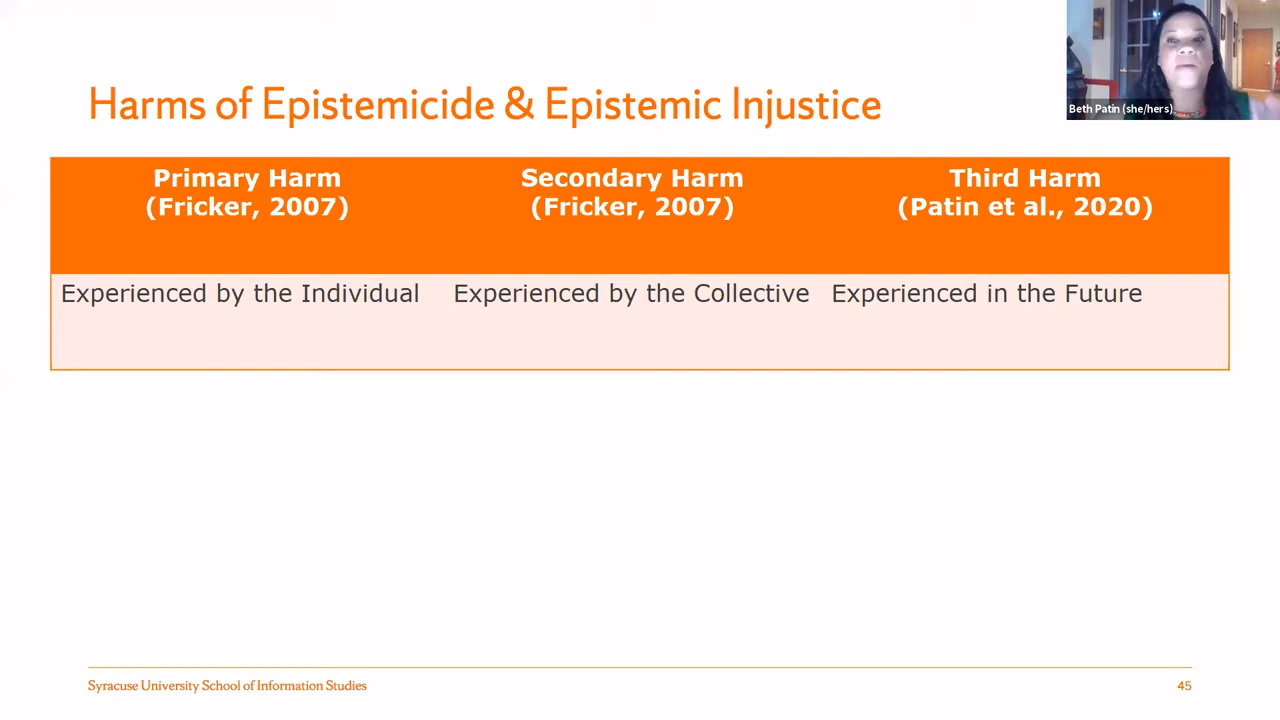 Harms of Epistemicide & Epistemic Injustice
Beth Patin (she/hers)
Primary Harm
(Fricker, 2007)
Secondary Harm
(Fricker, 2007)
Third Harm
(Patin et al., 2020)
Experienced by the Individual
Experienced by the Collective
Experienced in the Future
Syracuse University School of Information Studies
45